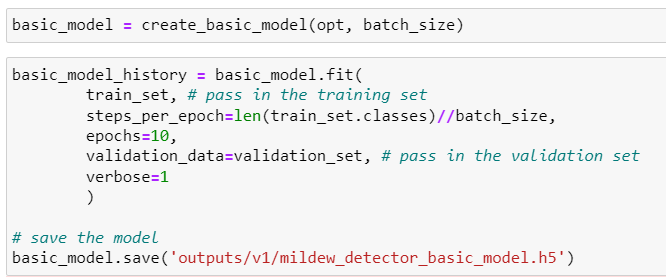 basic_model = create_basic_model(opt, batch_size)
basic_model_history = basic_model.fit(
        train_set, # pass in the training set
        steps_per_epoch=len(train_set.classes)//batch_size,
        epochs=10,
        validation_data=validation_set, # pass in the validation set
        verbose=1
        )
# save the model
basic_model.save('outputs/v1/mildew_detector_basic_model.h5')